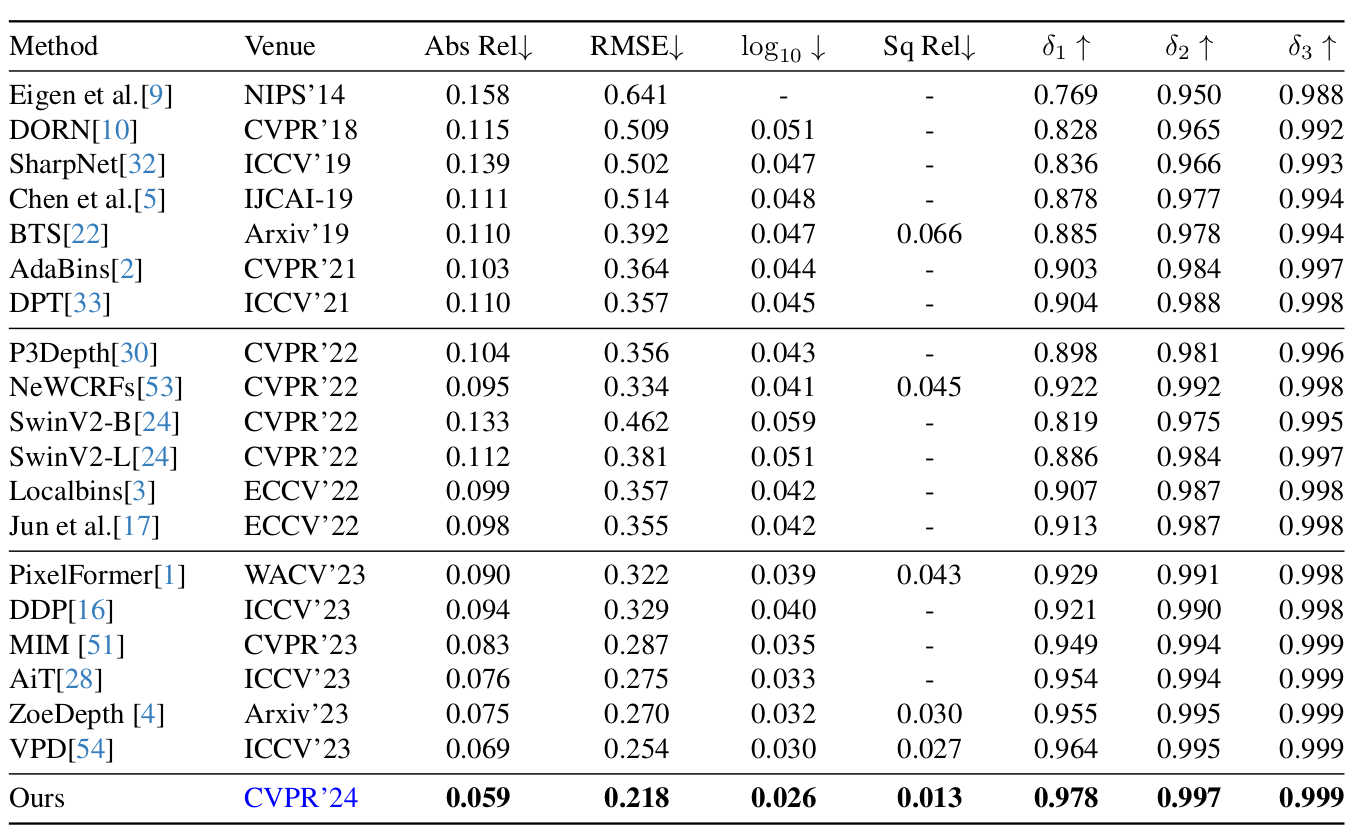 Method Venue Abs Rel↓ RMSE↓ log₁₀ ↓ Sq Rel↓ δ₁ ↑ δ₂ ↑ δ₃ ↑
Eigen et al.[9] NIPS’14 0.158 0.641 - - 0.769 0.950 0.988
DORN[10] CVPR’18 0.115 0.509 0.051 - 0.828 0.965 0.992
SharpNet[32] ICCV’19 0.139 0.502 0.047 - 0.836 0.966 0.993
Chen et al.[5] IJCAI-19 0.111 0.514 0.048 - 0.878 0.977 0.994
BTS[22] Arxiv’19 0.110 0.392 0.047 0.066 0.885 0.978 0.994
AdaBins[2] CVPR’21 0.103 0.364 0.044 - 0.903 0.984 0.997
DPT[33] ICCV’21 0.110 0.357 0.045 - 0.904 0.988 0.998
P3Depth[30] CVPR’22 0.104 0.356 0.043 - 0.898 0.981 0.996
NeWCRFs[53] CVPR’22 0.095 0.334 0.041 0.045 0.922 0.992 0.998
SwinV2-B[24] CVPR’22 0.133 0.462 0.059 - 0.819 0.975 0.995
SwinV2-L[24] CVPR’22 0.112 0.381 0.051 - 0.886 0.984 0.997
Localbins[3] ECCV’22 0.099 0.357 0.042 - 0.907 0.987 0.998
Jun et al.[17] ECCV’22 0.098 0.355 0.042 - 0.913 0.987 0.998
PixelFormer[1] WACV’23 0.090 0.322 0.039 0.043 0.929 0.991 0.998
DDP[16] ICCV’23 0.094 0.329 0.040 - 0.921 0.990 0.998
MIM [51] CVPR’23 0.083 0.287 0.035 - 0.949 0.994 0.999
AiT[28] ICCV’23 0.076 0.275 0.033 - 0.954 0.994 0.999
ZoeDepth [4] Arxiv’23 0.075 0.270 0.032 0.030 0.955 0.995 0.999
VPD[54] ICCV’23 0.069 0.254 0.030 0.027 0.964 0.995 0.999
Ours CVPR’24 0.059 0.218 0.026 0.013 0.978 0.997 0.999